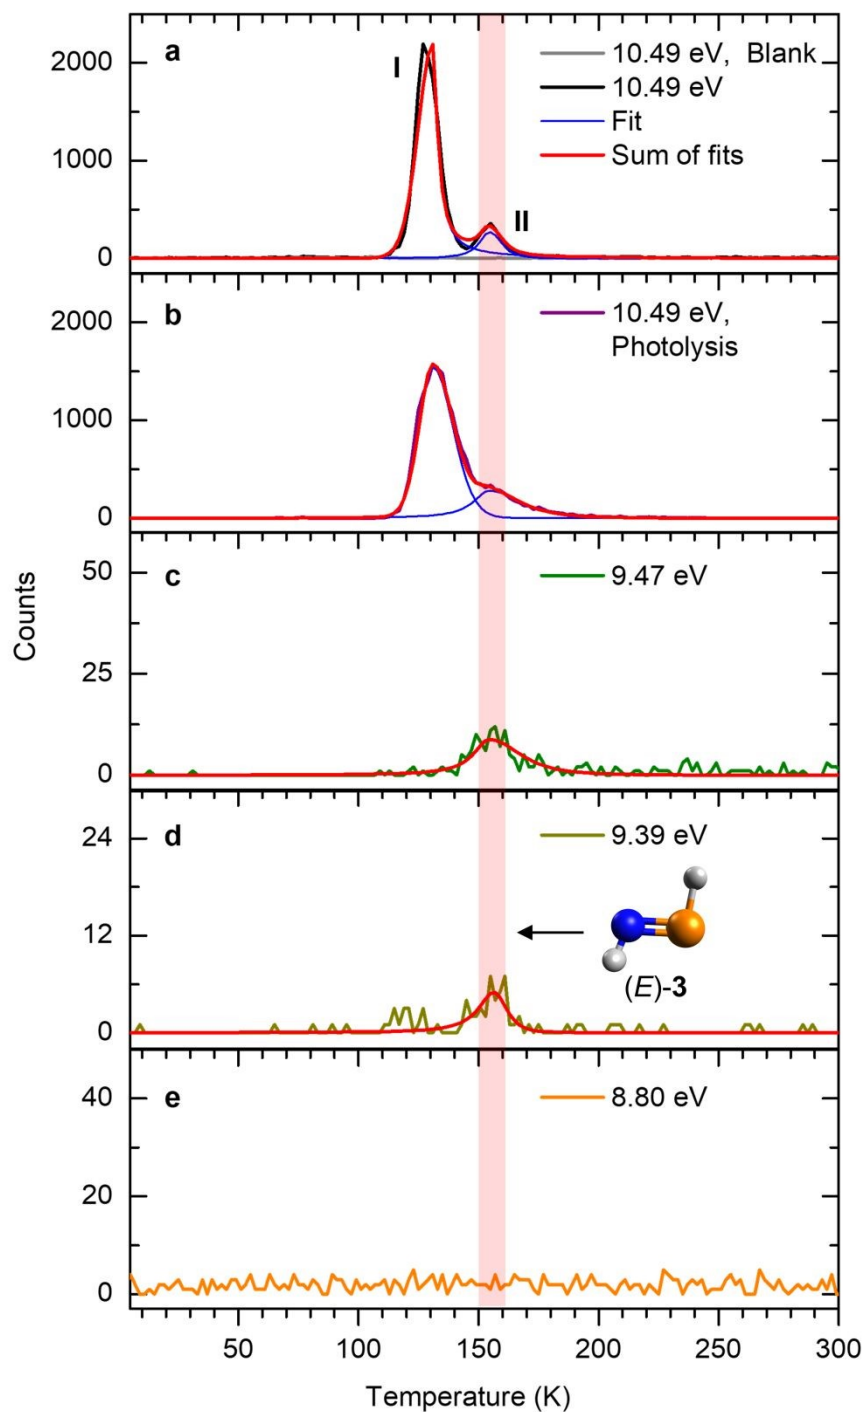 a
I
II
10.49 eV, Blank
10.49 eV
Fit
Sum of fits
2000
1000
0
b
10.49 eV,
Photolysis
2000
1000
0
c
9.47 eV
50
25
0
d
9.39 eV
24
12
0
(E)-3
e
8.80 eV
40
20
0
50 100 150 200 250 300
Temperature (K)
Counts